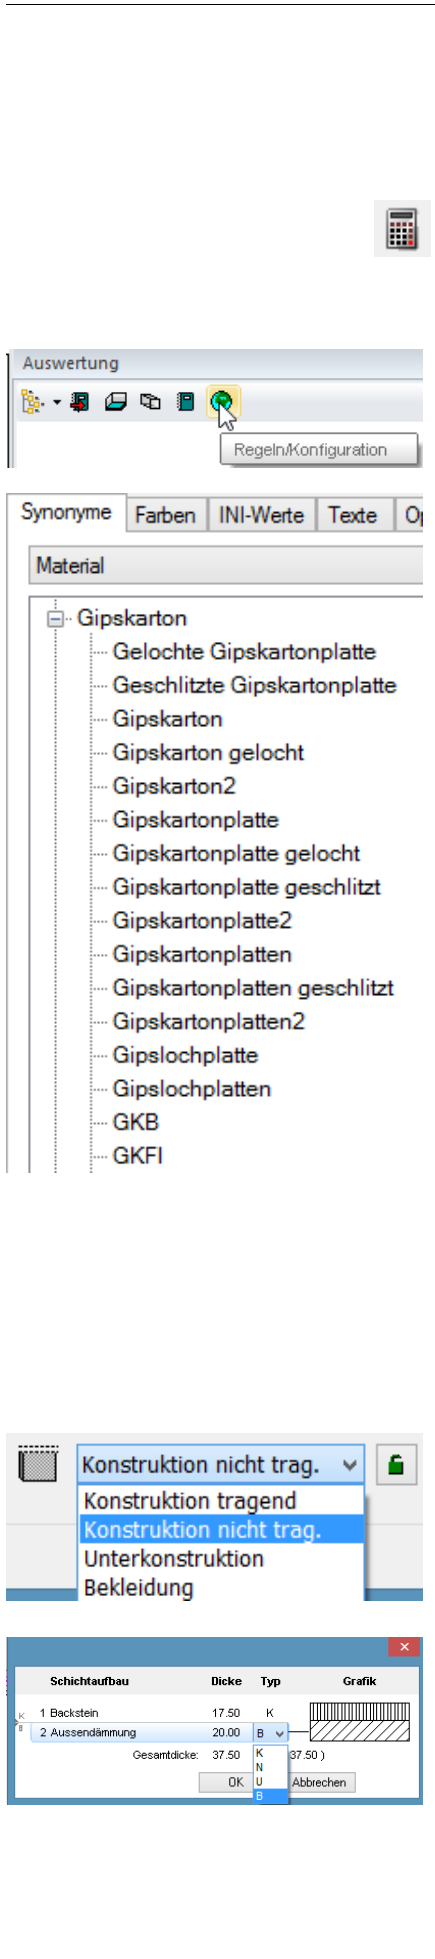 Auswertung
Regeln/Konfiguration
Synonyme Farben INI-Werte Texte Op
Material
Gipskarton
Gelochte Gipskartonplatte
Geschlitzte Gipskartonplatte
Gipskarton
Gipskarton gelocht
Gipskarton2
Gipskartonplatte
Gipskartonplatte gelocht
Gipskartonplatte geschlitzt
Gipskartonplatte2
Gipskartonplatten
Gipskartonplatten geschlitzt
Gipskartonplatten2
Gipslochplatte
Gipslochplatten
GKB
GKFI
Konstruktion nicht trag.
Konstruktion tragend
Konstruktion nicht trag.
Unterkonstruktion
Bekleidung
Schichtaufbau Dicke Typ Grafik
K 1 Backstein 17.50 K
B 2 Aussendämmung 20.00 B
Gesamtdicke: 37.50 K 37.50 )
N
OK U Abbrechen
B